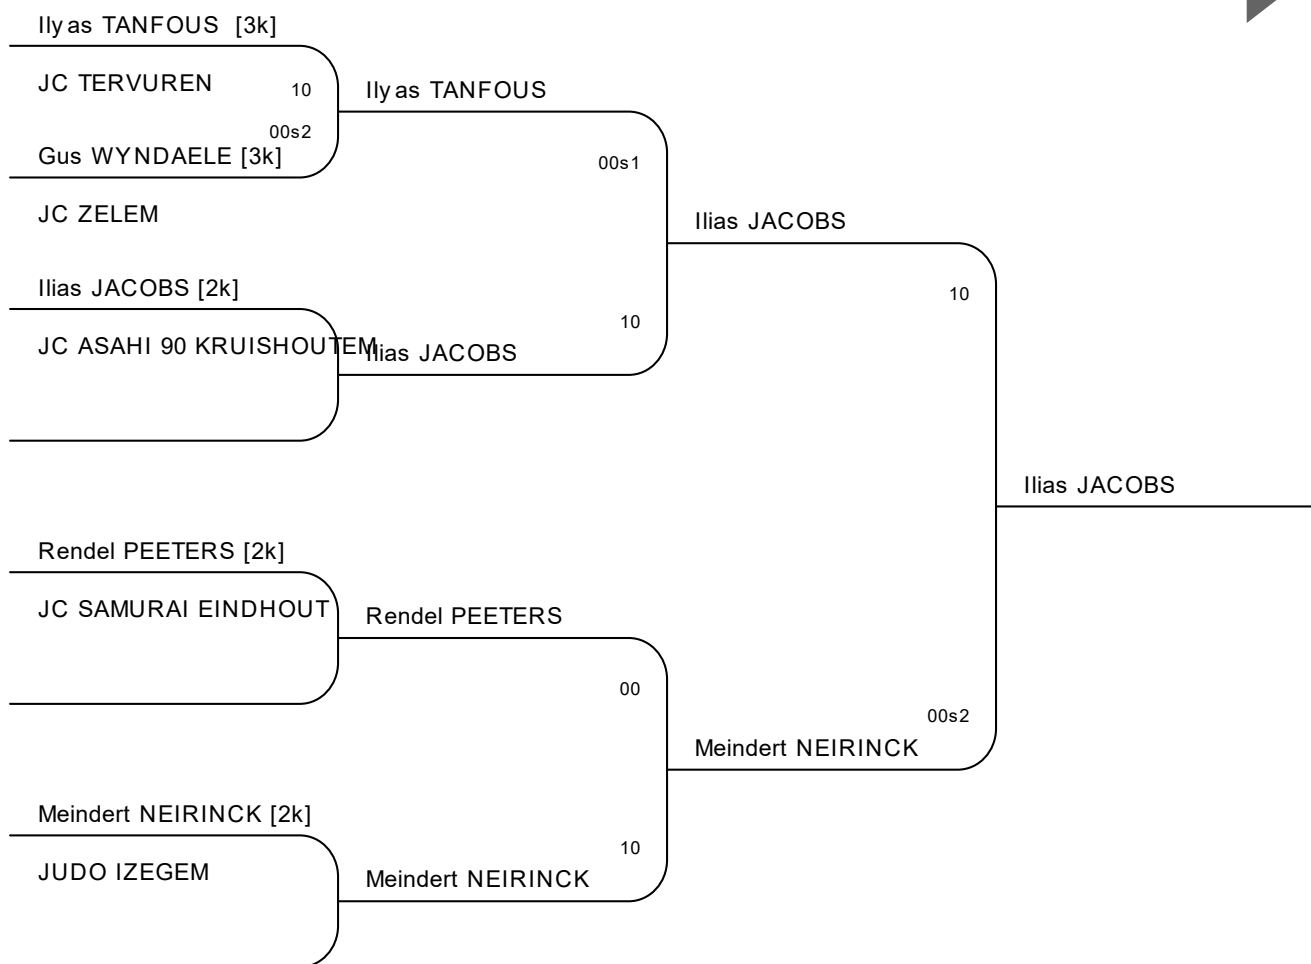 Ilyas TANFOUS [3k]
JC TERVUREN
10
Ilyas TANFOUS
00s2
Gus WYNDAELE [3k]
00s1
JC ZELEM
Ilias JACOBS
Ilias JACOBS [2k]
10
10
JC ASAHI 90 KRUISHOUTEM
Ilias JACOBS
Ilias JACOBS
Rendel PEETERS [2k]
JC SAMURAI EINDHOUT
Rendel PEETERS
00
00s2
Meindert NEIRINCK
Meindert NEIRINCK [2k]
10
JUDO IZEGEM
Meindert NEIRINCK